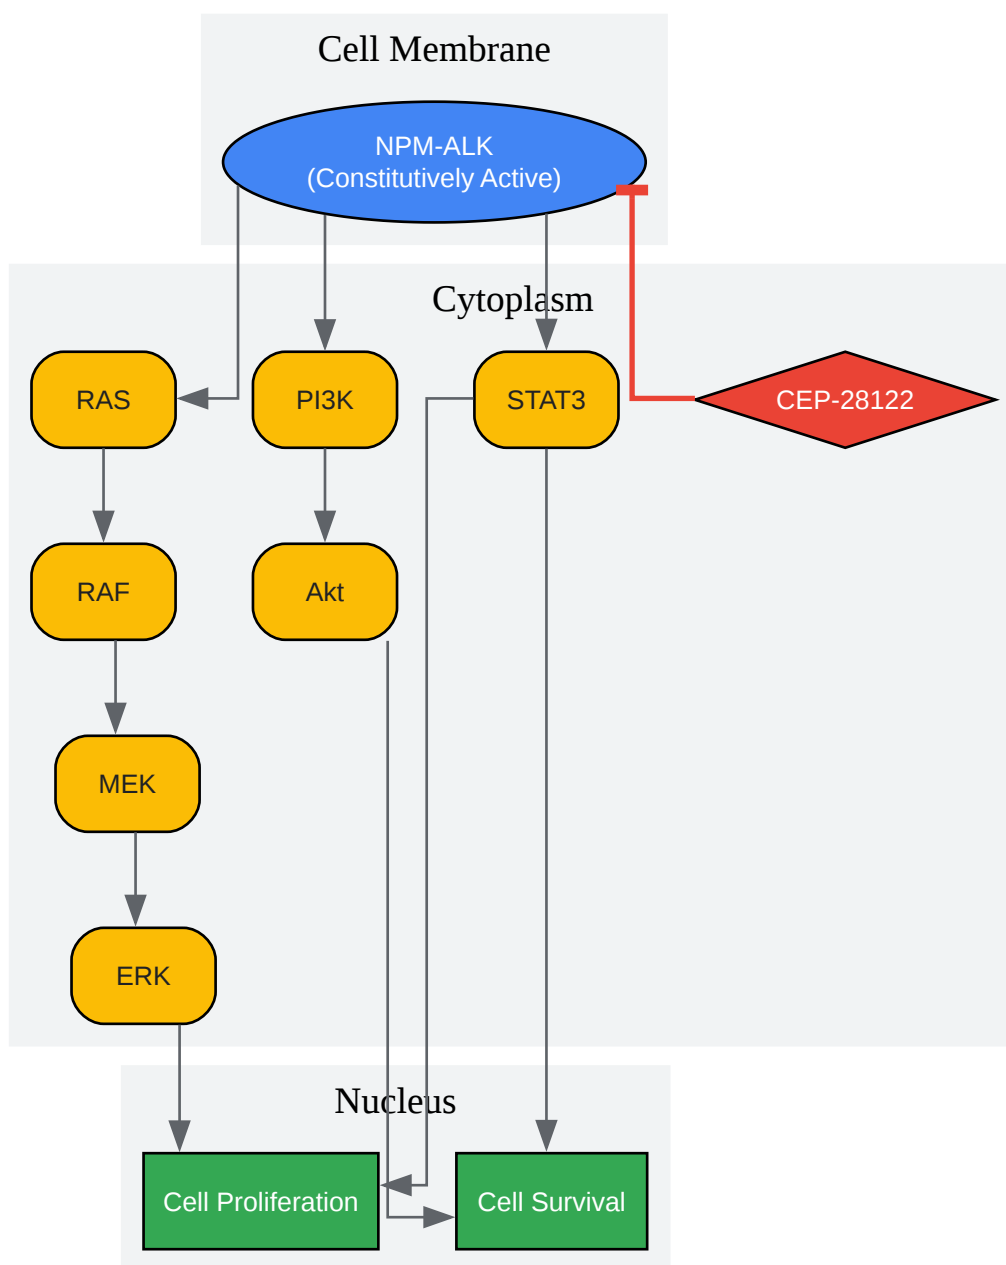 Cell Membrane
NPM-ALK
(Constitutively Active)
Cytoplasm
RAS
PI3K
STAT3
CEP-28122
RAF
Akt
MEK
ERK
Nucleus
Cell Proliferation
Cell Survival